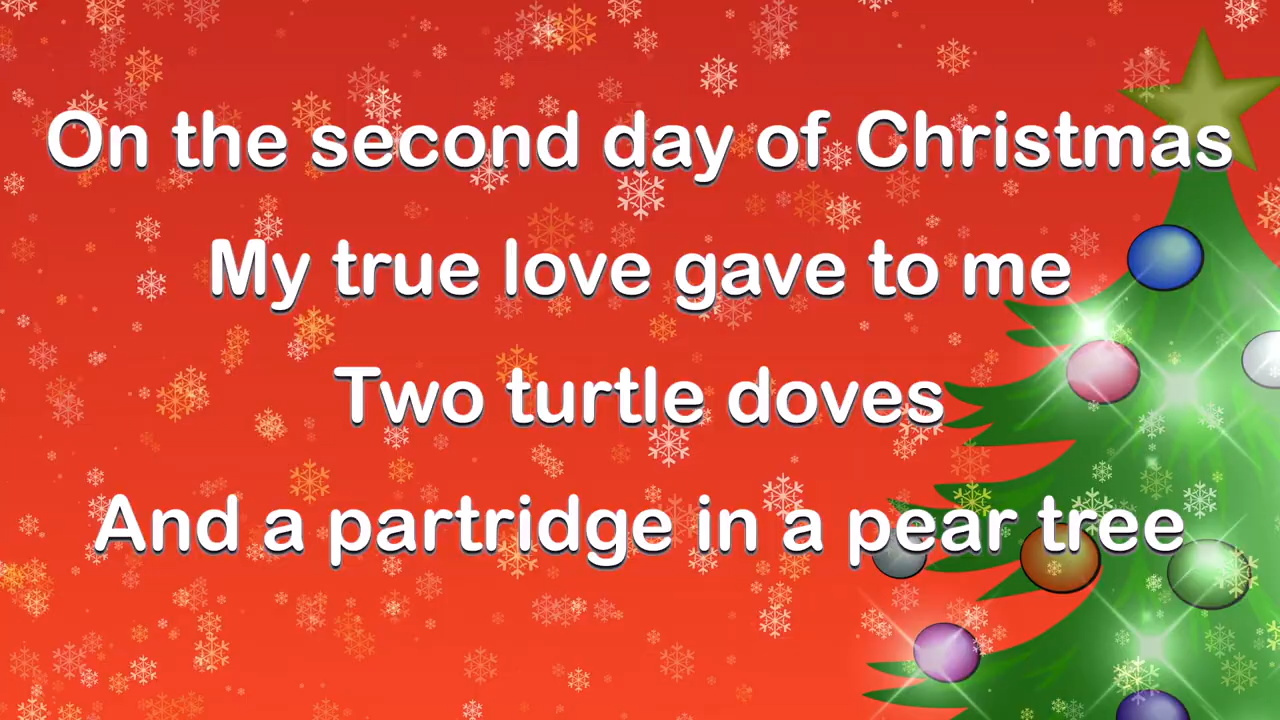 On the second day of Christmas
My true love gave to me
Two turtle doves
And a partridge in a pear tree